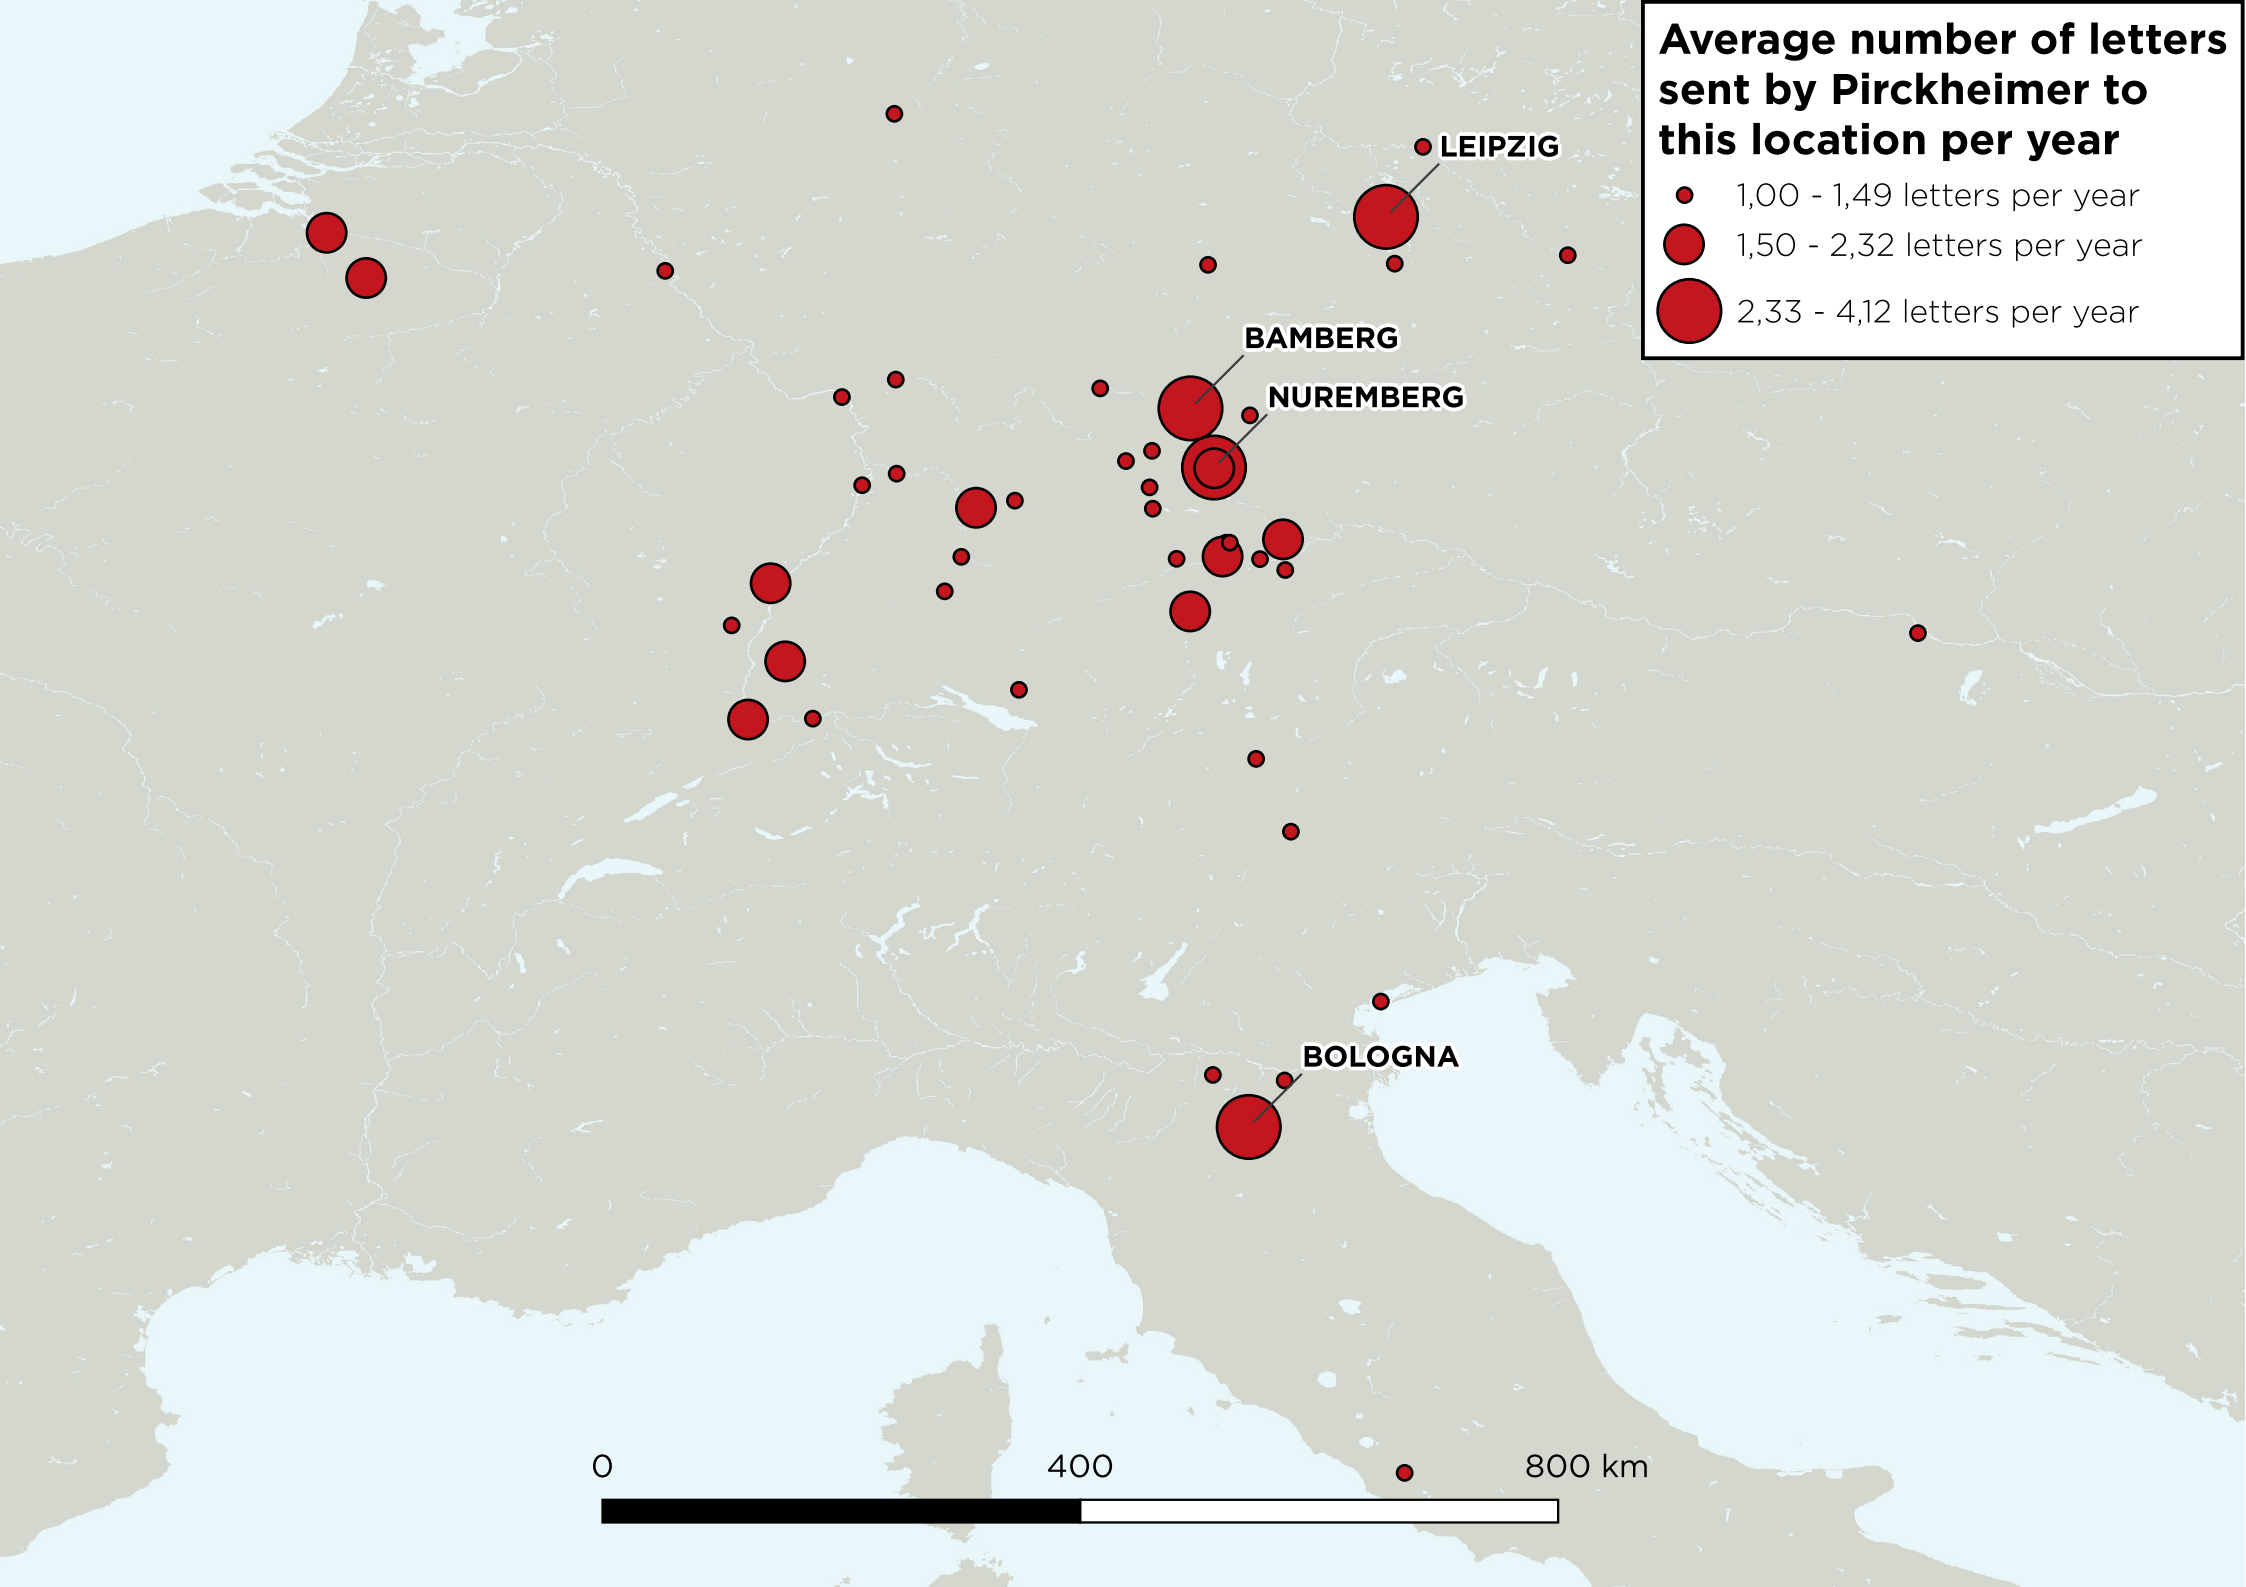 Average number of letters
sent by Pirckheimer to
this location per year
1,00 - 1,49 letters per year
1,50 - 2,32 letters per year
2,33 - 4,12 letters per year
LEIPZIG
BAMBERG
NUREMBERG
BOLOGNA
0 400 800 km